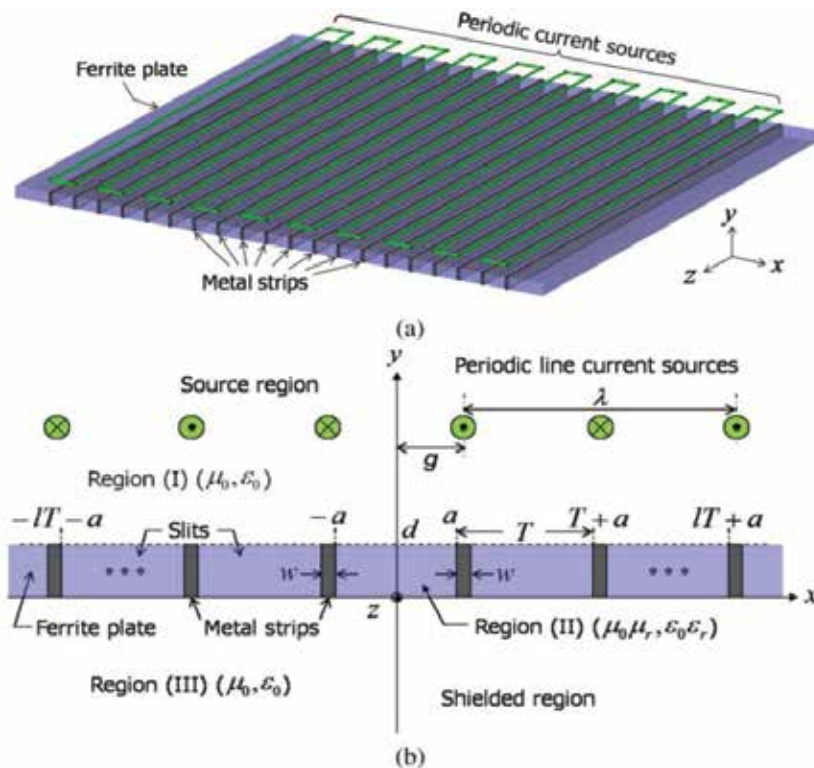 Periodic current sources
Ferrite plate
Metal strips
y
z
x
(a)
y
Source region
Periodic line current sources
λ
g
Region (I) (μ₀, ε₀)
-lT-a
-a
d
a
T
T+a
lT+a
Slits
w
w
x
Ferrite plate
Metal strips
z
Region (II) (μ₀μᵣ, ε₀εᵣ)
Region (III) (μ₀, ε₀)
Shielded region
(b)